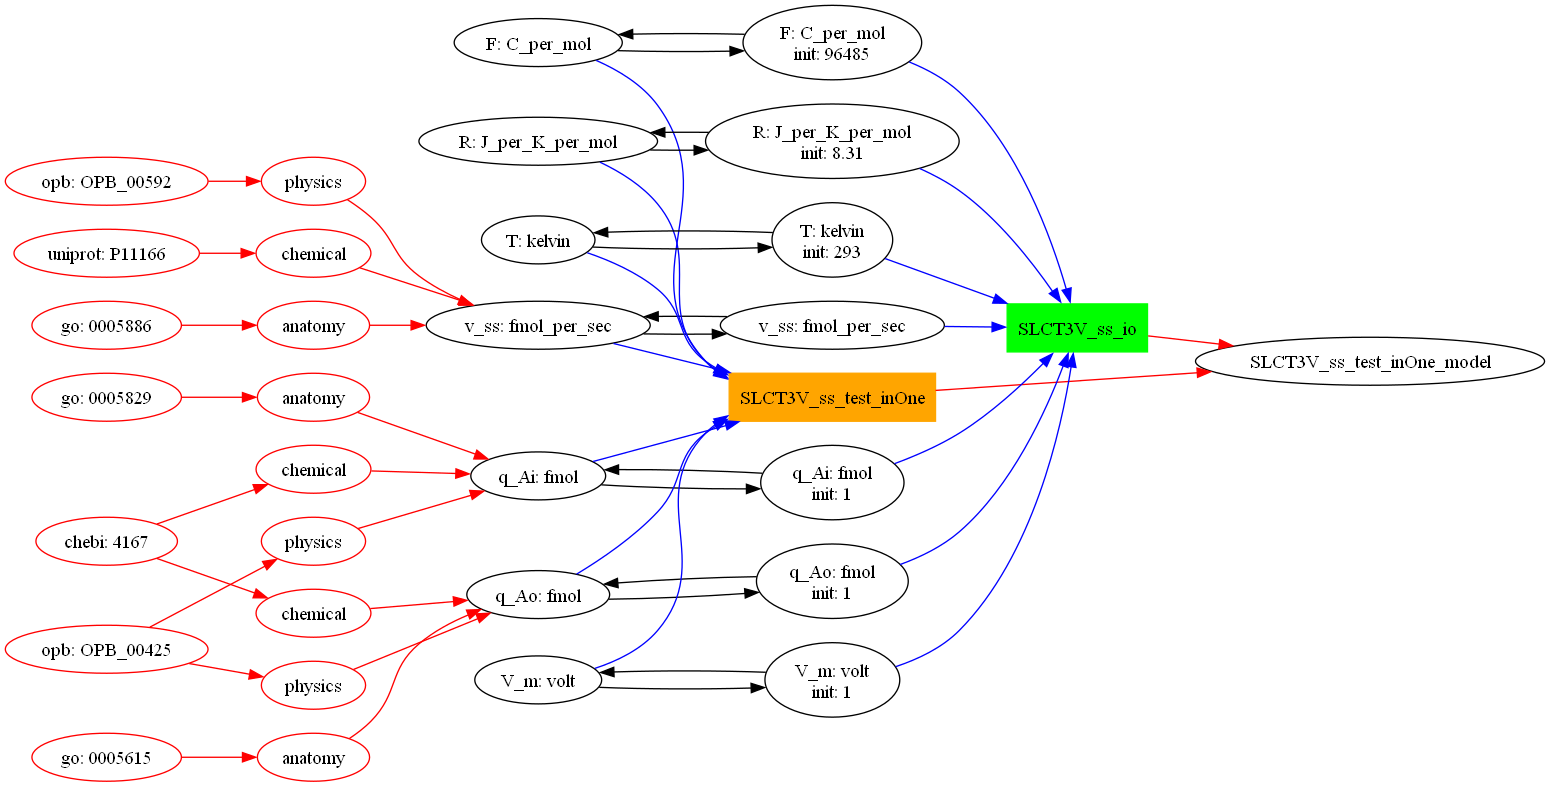 F: C_per_mol
F: C_per_mol
init: 96485
R: J_per_K_per_mol
R: J_per_K_per_mol
init: 8.31
opb: OPB_00592
physics
T: kelvin
T: kelvin
init: 293
uniprot: P11166
chemical
go: 0005886
anatomy
v_ss: fmol_per_sec
v_ss: fmol_per_sec
SLCT3V_ss_io
SLCT3V_ss_test_inOne_model
go: 0005829
anatomy
SLCT3V_ss_test_inOne
chemical
q_Ai: fmol
q_Ai: fmol
init: 1
chebi: 4167
physics
chemical
q_Ao: fmol
q_Ao: fmol
init: 1
opb: OPB_00425
physics
V_m: volt
V_m: volt
init: 1
go: 0005615
anatomy